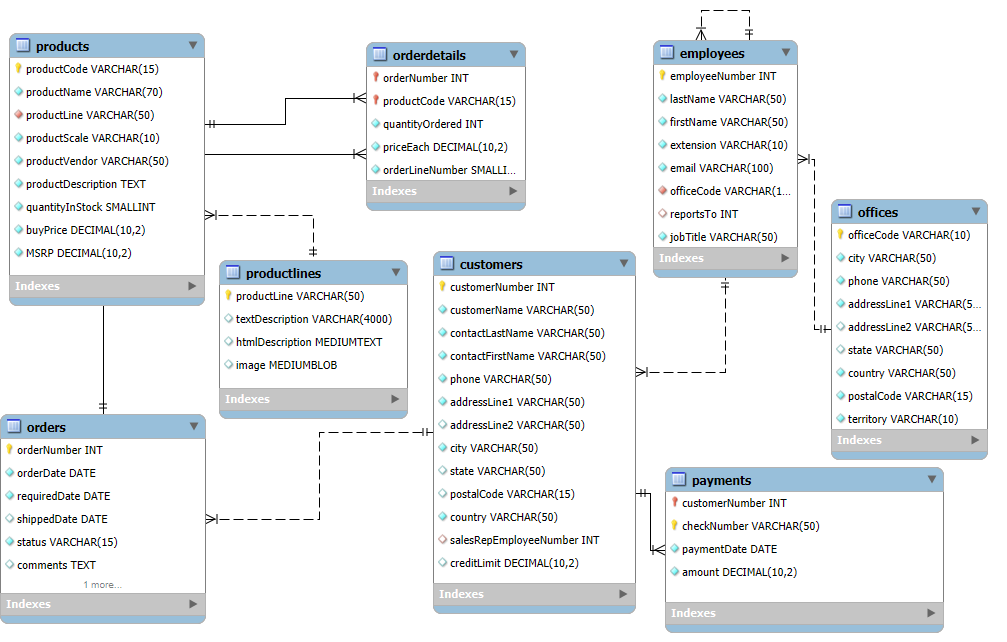 products
productCode VARCHAR(15)
productName VARCHAR(70)
productLine VARCHAR(50)
productScale VARCHAR(10)
productVendor VARCHAR(50)
productDescription TEXT
quantityInStock SMALLINT
buyPrice DECIMAL(10,2)
MSRP DECIMAL(10,2)
Indexes
orderdetails
orderNumber INT
productCode VARCHAR(15)
quantityOrdered INT
priceEach DECIMAL(10,2)
orderLineNumber SMALLI...
Indexes
employees
employeeNumber INT
lastName VARCHAR(50)
firstName VARCHAR(50)
extension VARCHAR(10)
email VARCHAR(100)
officeCode VARCHAR(1...
reportsTo INT
jobTitle VARCHAR(50)
Indexes
offices
officeCode VARCHAR(10)
city VARCHAR(50)
phone VARCHAR(50)
addressLine1 VARCHAR(5...
addressLine2 VARCHAR(5...
state VARCHAR(50)
country VARCHAR(50)
postalCode VARCHAR(15)
territory VARCHAR(10)
Indexes
productlines
productLine VARCHAR(50)
textDescription VARCHAR(4000)
htmlDescription MEDIUMTEXT
image MEDIUMBLOB
Indexes
customers
customerNumber INT
customerName VARCHAR(50)
contactLastName VARCHAR(50)
contactFirstName VARCHAR(50)
phone VARCHAR(50)
addressLine1 VARCHAR(50)
addressLine2 VARCHAR(50)
city VARCHAR(50)
state VARCHAR(50)
postalCode VARCHAR(15)
country VARCHAR(50)
salesRepEmployeeNumber INT
creditLimit DECIMAL(10,2)
Indexes
orders
orderNumber INT
orderDate DATE
requiredDate DATE
shippedDate DATE
status VARCHAR(15)
comments TEXT
1 more...
Indexes
payments
customerNumber INT
checkNumber VARCHAR(50)
paymentDate DATE
amount DECIMAL(10,2)
Indexes